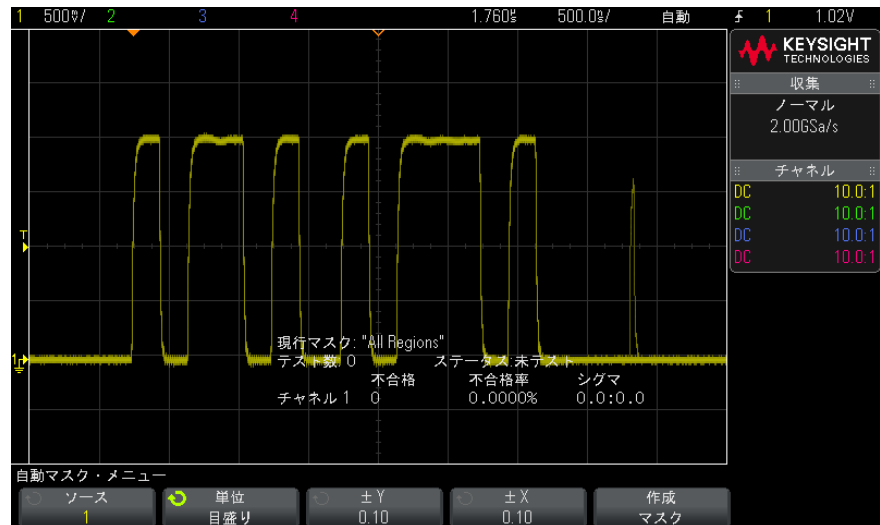 1 500▽/ 2 3 4 1.760s 500.0s/ 自動 1 1.02V
KEYSIGHT
TECHNOLOGIES
収集
ノーマル
2.00GSa/s
チャネル
DC 10.0:1
DC 10.0:1
DC 10.0:1
DC 10.0:1
T
1
現行マスク: "All Regions"
テスト数: 0 ステータス:未テスト
不合格 不合格率 シグマ
チャネル 1 0 0.0000% 0.0:0.0
自動マスク・メニュー
ソース 単位 ± Y ± X 作成
1 目盛り 0.10 0.10 マスク